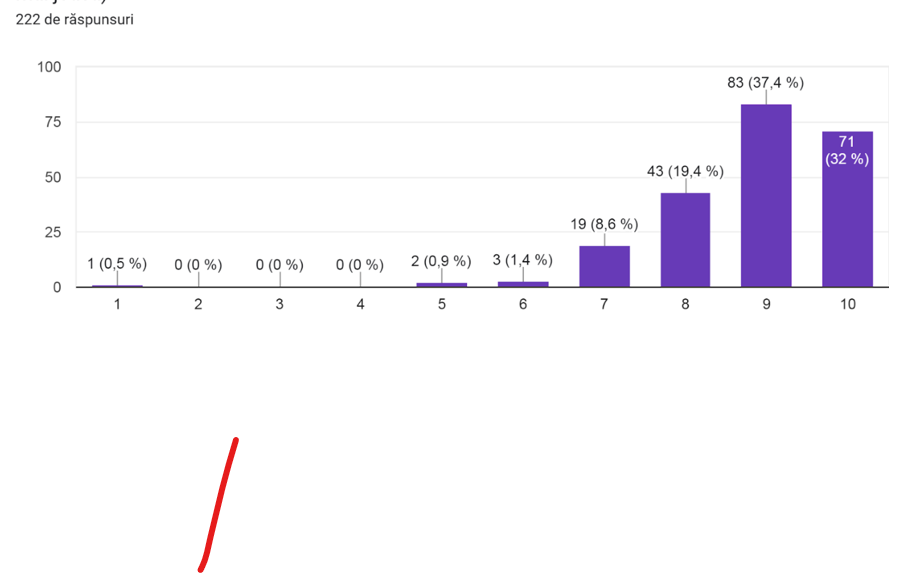 222 de răspunsuri
100
75
50
25
0
1 (0,5 %)
0 (0 %)
0 (0 %)
0 (0 %)
2 (0,9 %)
3 (1,4 %)
19 (8,6 %)
43 (19,4 %)
83 (37,4 %)
71
(32 %)
1 2 3 4 5 6 7 8 9 10